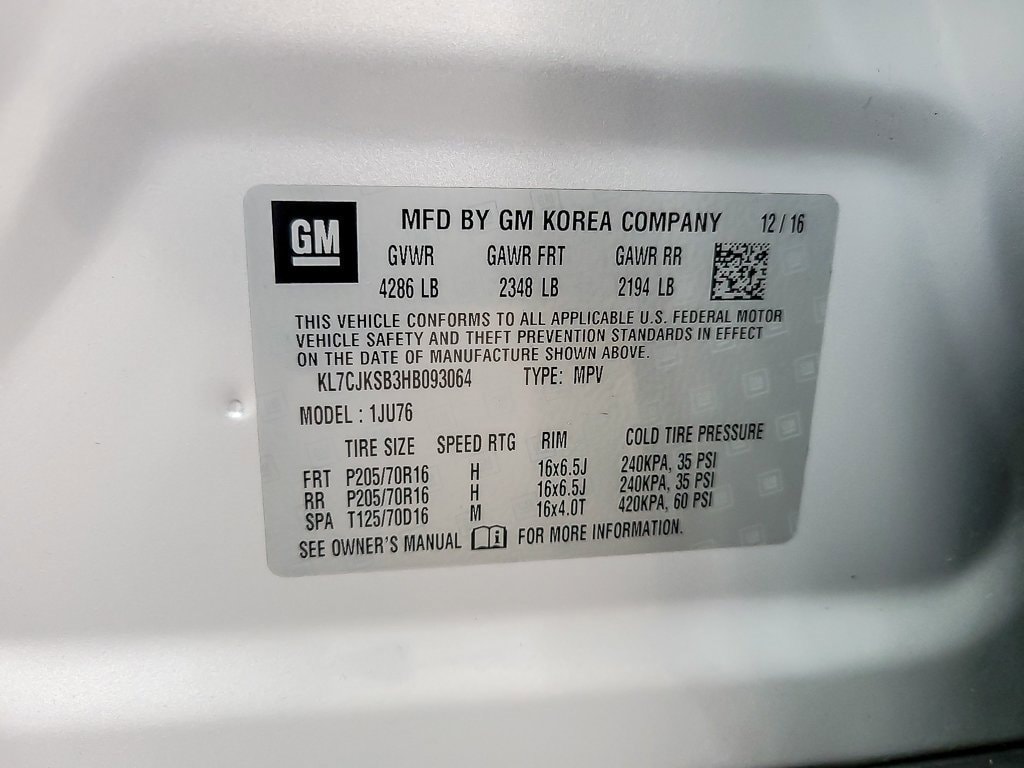 GM
MFD BY GM KOREA COMPANY 12 / 16
GVWR GAWR FRT GAWR RR
4286 LB 2348 LB 2194 LB
THIS VEHICLE CONFORMS TO ALL APPLICABLE U.S. FEDERAL MOTOR
VEHICLE SAFETY AND THEFT PREVENTION STANDARDS IN EFFECT
ON THE DATE OF MANUFACTURE SHOWN ABOVE.
KL7CJKSB3HB093064 TYPE: MPV
MODEL : 1JU76
TIRE SIZE SPEED RTG RIM COLD TIRE PRESSURE
FRT P205/70R16 H 16x6.5J 240KPA, 35 PSI
RR P205/70R16 H 16x6.5J 240KPA, 35 PSI
SPA T125/70D16 M 16x4.0T 420KPA, 60 PSI
SEE OWNER'S MANUAL i FOR MORE INFORMATION.